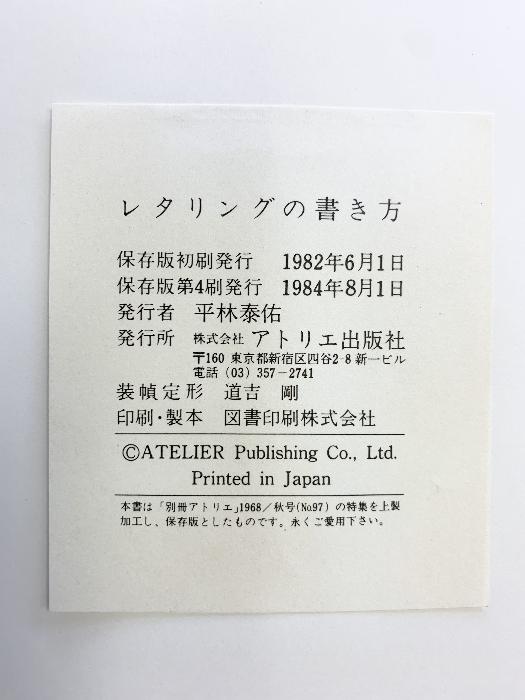 レタリングの書き方
保存版初刷発行 1982年6月1日
保存版第4刷発行 1984年8月1日
発行者 平林泰佑
発行所 株式会社 アトリエ出版社
〒160 東京都新宿区四谷2-8 新一ビル
電話 (03) 357-2741
装幀定形 道吉 剛
印刷・製本 図書印刷株式会社
©ATELIER Publishing Co., Ltd.
Printed in Japan
本書は「別冊アトリエ」1968/秋号(No.97) の特集を上製
加工し、保存版としたものです。永くご愛用下さい。